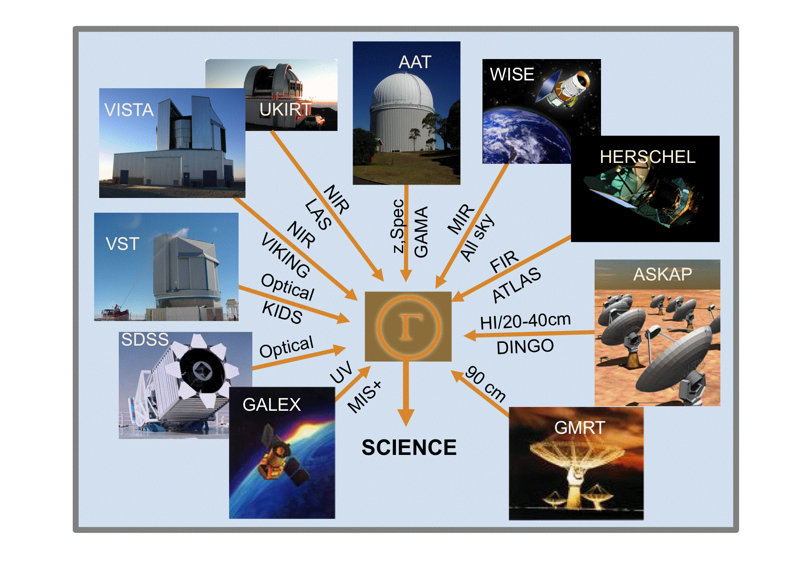 AAT
WISE
VISTA
UKIRT
HERSCHEL
NIR
LAS
z,Spec
GAMA
MIR
All sky
VST
NIR
VIKING
FIR
ATLAS
ASKAP
Optical
KIDS
Γ
HI/20-40cm
DINGO
SDSS
Optical
UV
MIS+
90 cm
GALEX
GMRT
SCIENCE